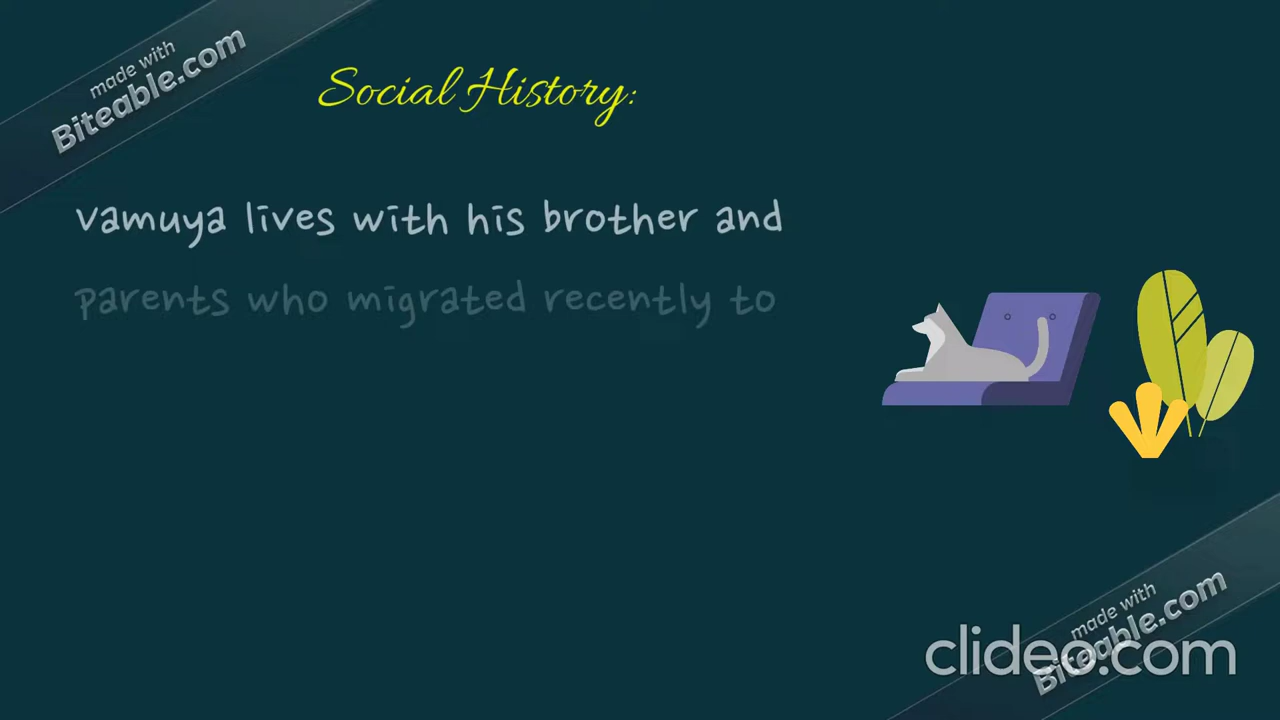 made with
Biteable.com
Social History:
vamuya lives with his brother and
parents who migrated recently to
made with
Biteable.com
clideo.com